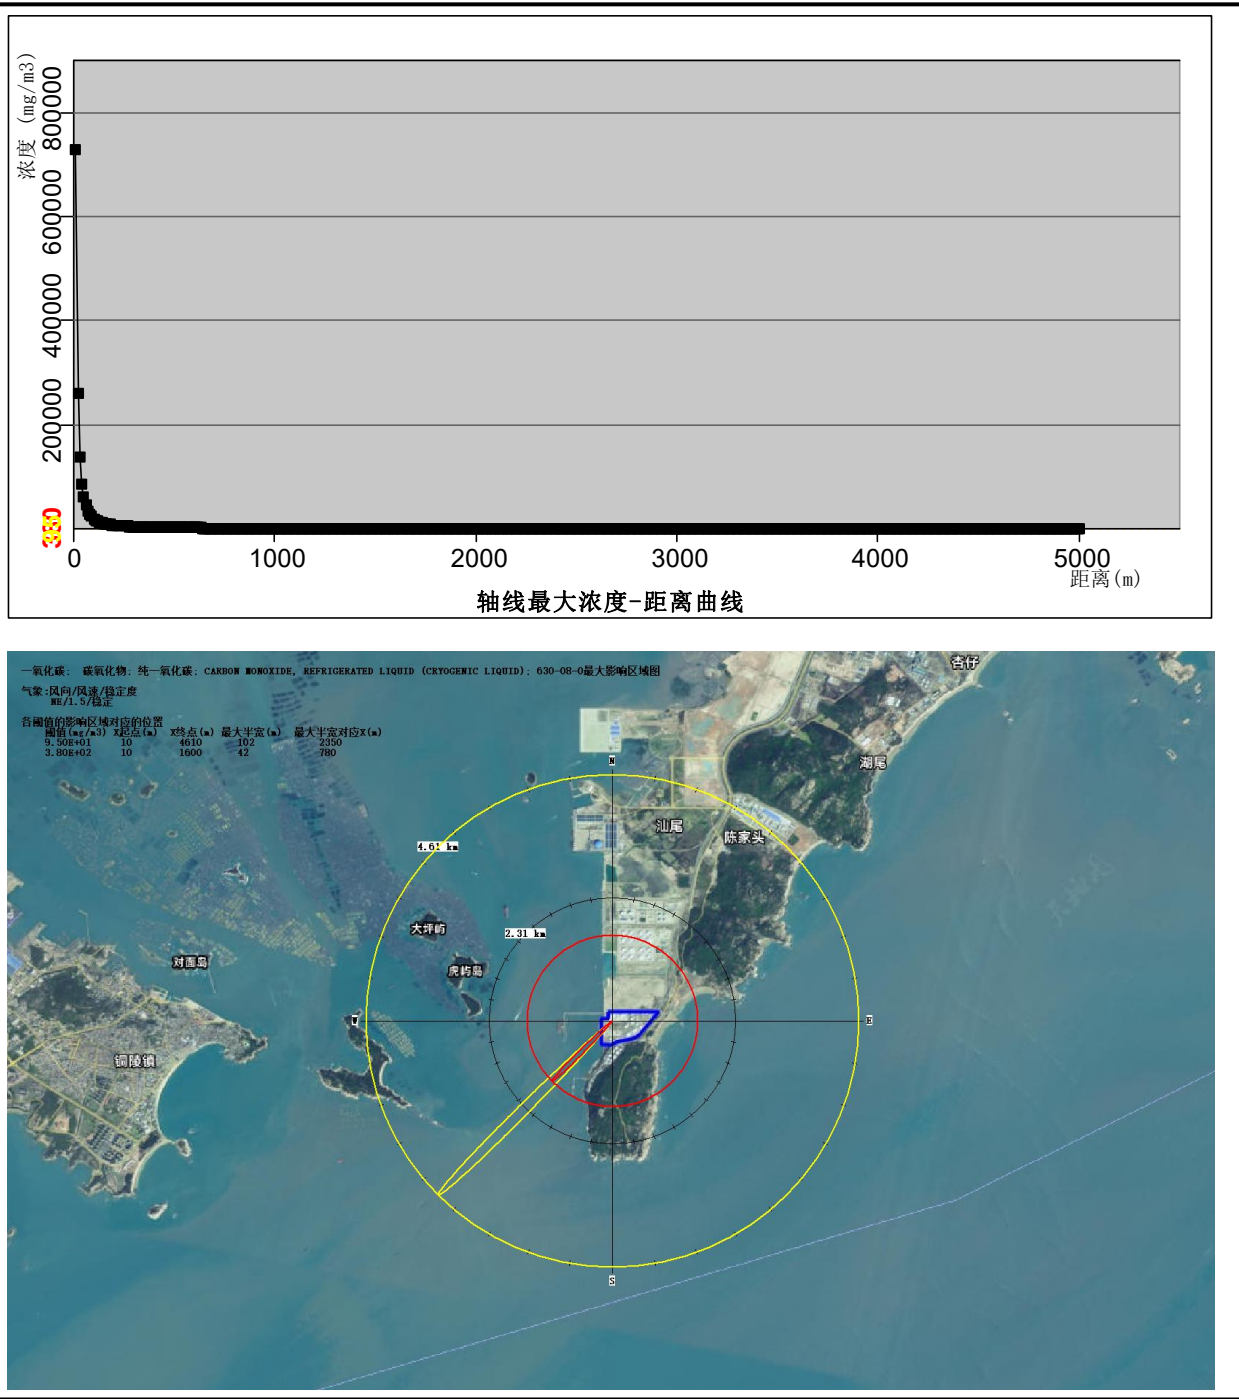 浓度 (mg/m3)
800000
600000
400000
200000
0
1000
2000
3000
4000
5000
距离(m)
轴线最大浓度-距离曲线
一氧化碳; 碳氧化物; 纯一氧化碳; CARBON MONOXIDE, REFRIGERATED LIQUID (CRYOGENIC LIQUID); 630-08-0最大影响区域图
气象:风向/风速/稳定度
NE/1.5/稳定
各阈值的影响区域对应的位置
阈值(mg/m3) X起点(m) X终点(m) 最大半宽(m) 最大半宽对应X(m)
9.50E+01 10 4610 102 2350
3.80E+02 10 1600 42 780
杏仔
湖尾
N
汕尾
陈家头
4.61 km
大坪屿
2.31 km
对面岛
虎屿岛
W
E
铜陵镇
S